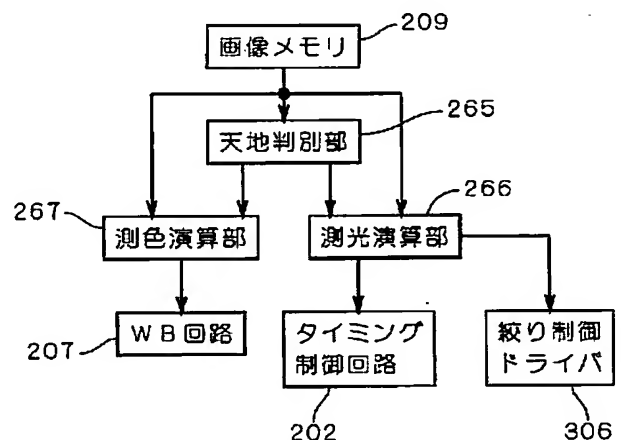 画像メモリ
209
天地判別部
265
267
測色演算部
測光演算部
266
WB回路
207
タイミング
制御回路
202
絞り制御
ドライバ
306